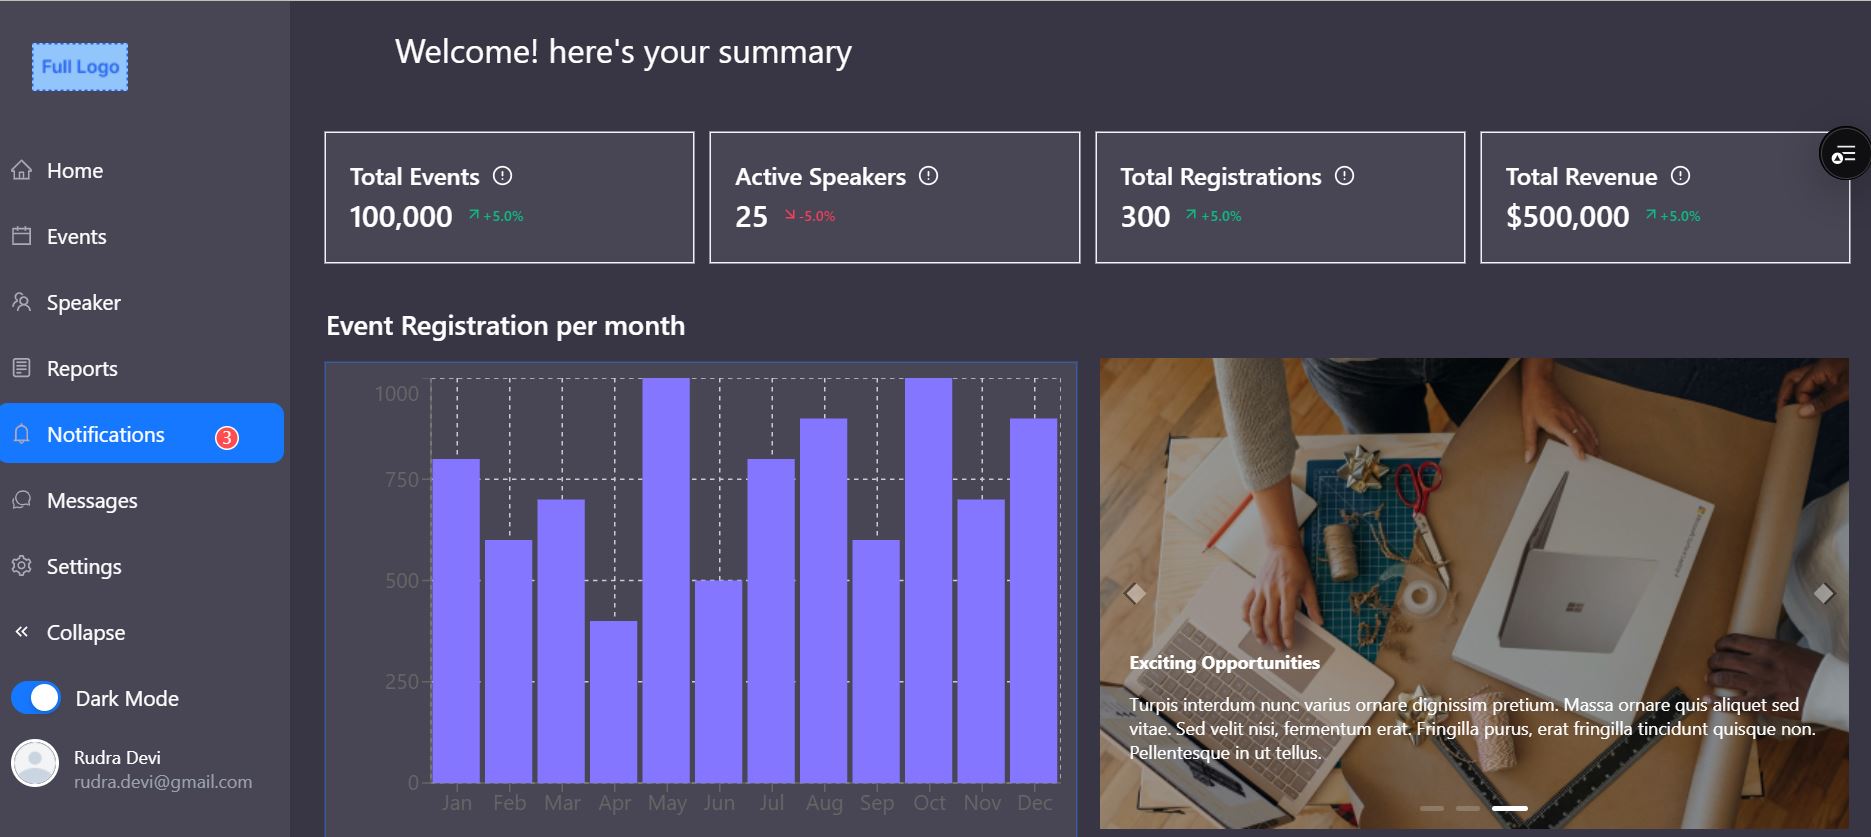 Full Logo
Welcome! here's your summary
Home
Events
Speaker
Reports
Notifications 3
Messages
Settings
Collapse
Dark Mode
Rudra Devi
rudra.devi@gmail.com
Total Events
100,000 +5.0%
Active Speakers
25 -5.0%
Total Registrations
300 +5.0%
Total Revenue
$500,000 +5.0%
Event Registration per month
1000
750
500
250
0
Jan Feb Mar Apr May Jun Jul Aug Sep Oct Nov Dec
Exciting Opportunities
Turpis interdum nunc varius ornare dignissim pretium. Massa ornare quis aliquet sed
vitae. Sed velit nisi, fermentum erat. Fringilla purus, erat fringilla tincidunt quisque non.
Pellentesque in ut tellus.